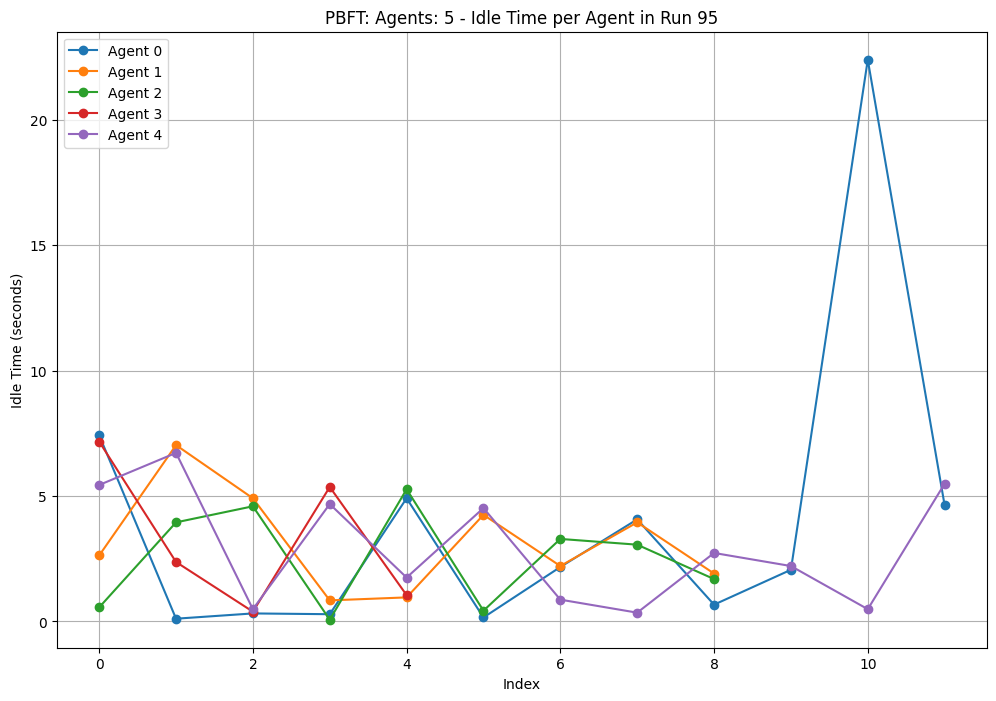 PBFT: Agents: 5 - Idle Time per Agent in Run 95
Agent 0
Agent 1
Agent 2
Agent 3
Agent 4
Idle Time (seconds)
20
15
10
5
0
0 2 4 6 8 10
Index